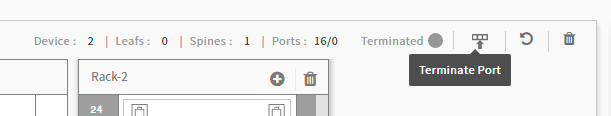 Device : 2 | Leafs : 0 | Spines : 1 | Ports : 16/0 Terminated
Terminate Port
Rack-2
24